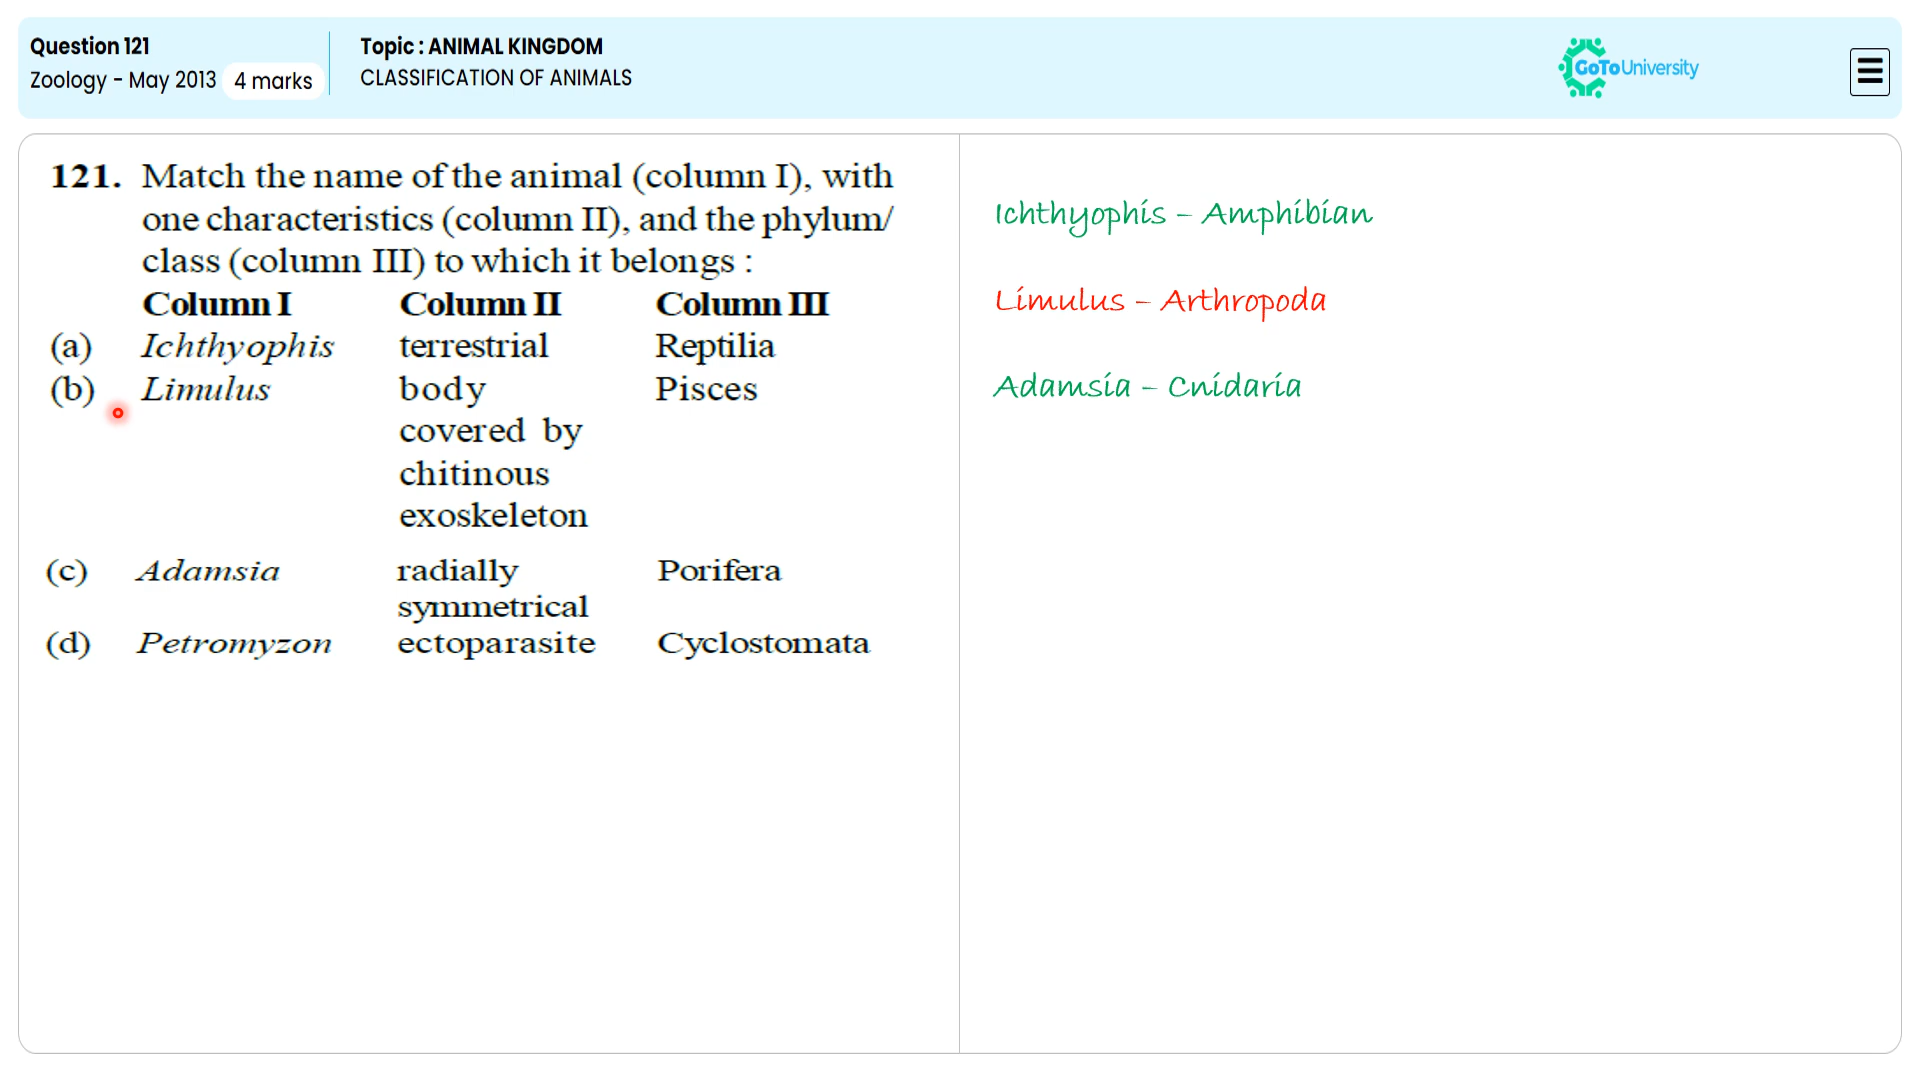 Question 121
Zoology - May 2013 4 marks
Topic : ANIMAL KINGDOM
CLASSIFICATION OF ANIMALS
GoToUniversity
121. Match the name of the animal (column I), with
one characteristics (column II), and the phylum/
class (column III) to which it belongs :
Column I Column II Column III
(a) Ichthyophis terrestrial Reptilia
(b) Limulus body Pisces
covered by
chitinous
exoskeleton
(c) Adamsia radially Porifera
symmetrical
(d) Petromyzon ectoparasite Cyclostomata
Ichthyophis – Amphibian
Limulus – Arthropoda
Adamsia – Cnidaria